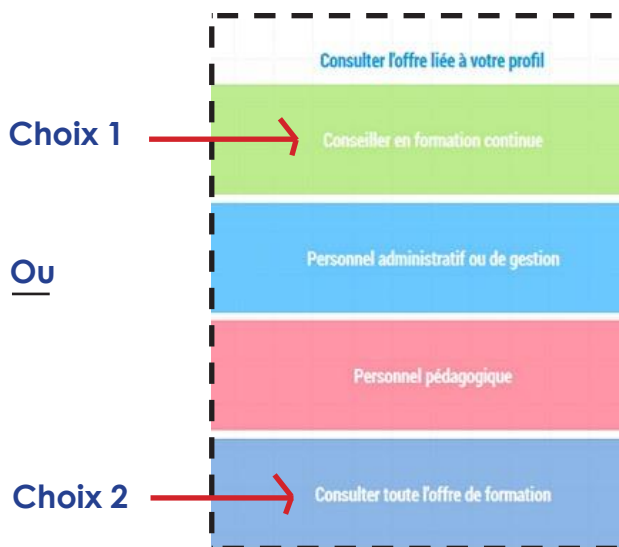 Consulter l'offre liée à votre profil
Choix 1
Conseiller en formation continue
Ou
Personnel administratif ou de gestion
Personnel pédagogique
Choix 2
Consulter toute l'offre de formation